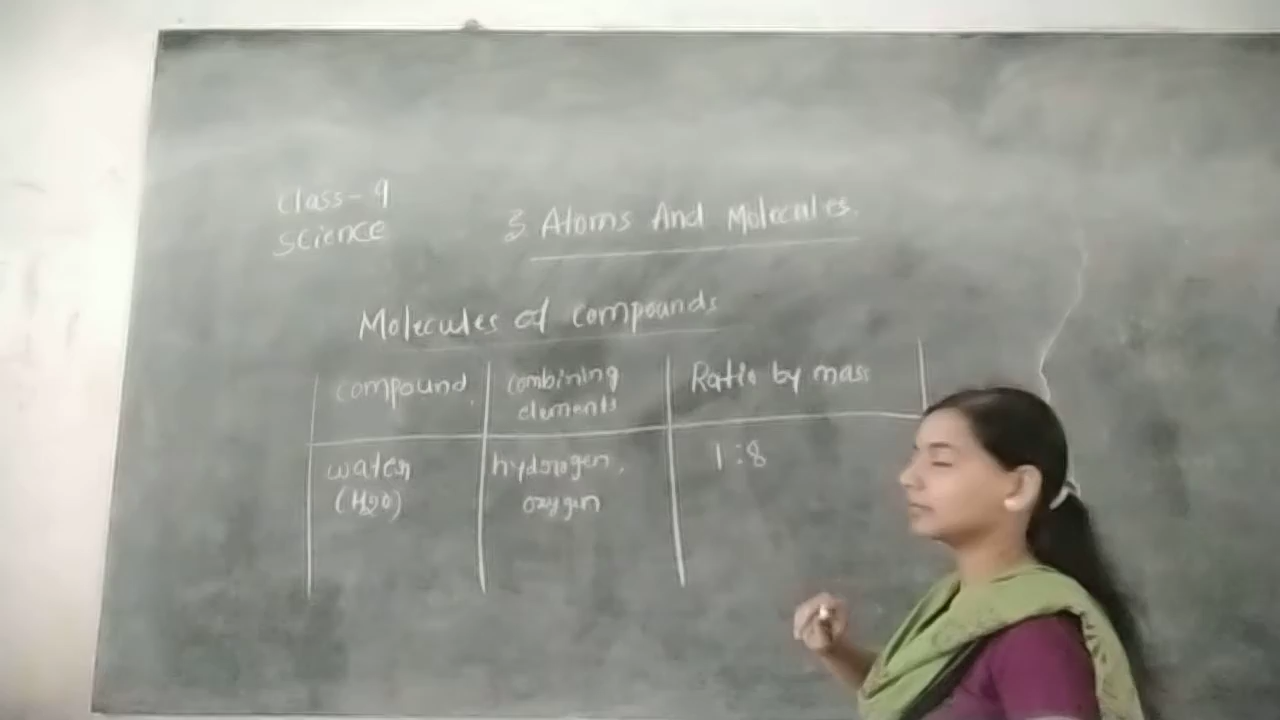 class-9
science
3 Atoms And Molecules.
Molecules of compounds
compound,
combining
elements
Ratio by mass
water
(H2O)
hydrogen,
oxygen
1:8